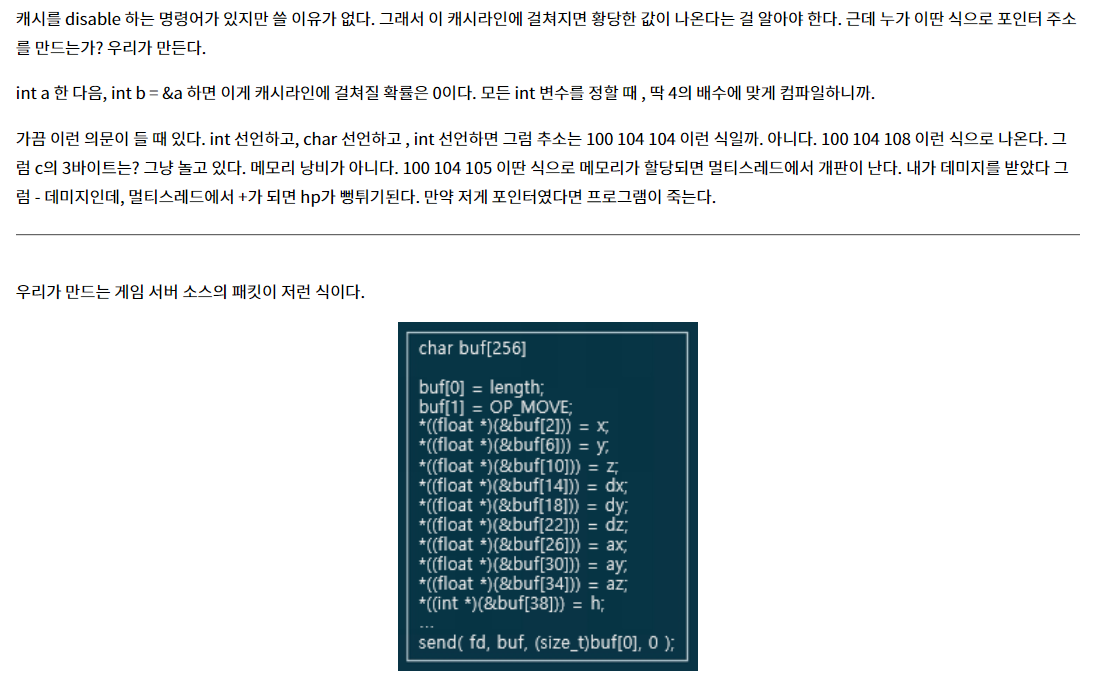 캐시를 disable 하는 명령어가 있지만 쓸 이유가 없다. 그래서 이 캐시라인에 걸쳐지면 황당한 값이 나온다는 걸 알아야 한다. 근데 누가 이딴 식으로 포인터 주소
를 만드는가? 우리가 만든다.
int a 한 다음, int b = &a 하면 이게 캐시라인에 걸쳐질 확률은 0이다. 모든 int 변수를 정할 때 , 딱 4의 배수에 맞게 컴파일하니까.
가끔 이런 의문이 들 때 있다. int 선언하고, char 선언하고 , int 선언하면 그럼 추소는 100 104 104 이런 식일까. 아니다. 100 104 108 이런 식으로 나온다. 그
럼 c의 3바이트는? 그냥 놀고 있다. 메모리 낭비가 아니다. 100 104 105 이딴 식으로 메모리가 할당되면 멀티스레드에서 개판이 난다. 내가 데미지를 받았다 그
럼 - 데미지인데, 멀티스레드에서 +가 되면 hp가 뻥튀기된다. 만약 저게 포인터였다면 프로그램이 죽는다.
우리가 만드는 게임 서버 소스의 패킷이 저런 식이다.
char buf[256]
buf[0] = length;
buf[1] = OP_MOVE;
*((float *)(&buf[2])) = x;
*((float *)(&buf[6])) = y;
*((float *)(&buf[10])) = z;
*((float *)(&buf[14])) = dx;
*((float *)(&buf[18])) = dy;
*((float *)(&buf[22])) = dz;
*((float *)(&buf[26])) = ax;
*((float *)(&buf[30])) = ay;
*((float *)(&buf[34])) = az;
*((int *)(&buf[38])) = h;
...
send( fd, buf, (size_t)buf[0], 0 );